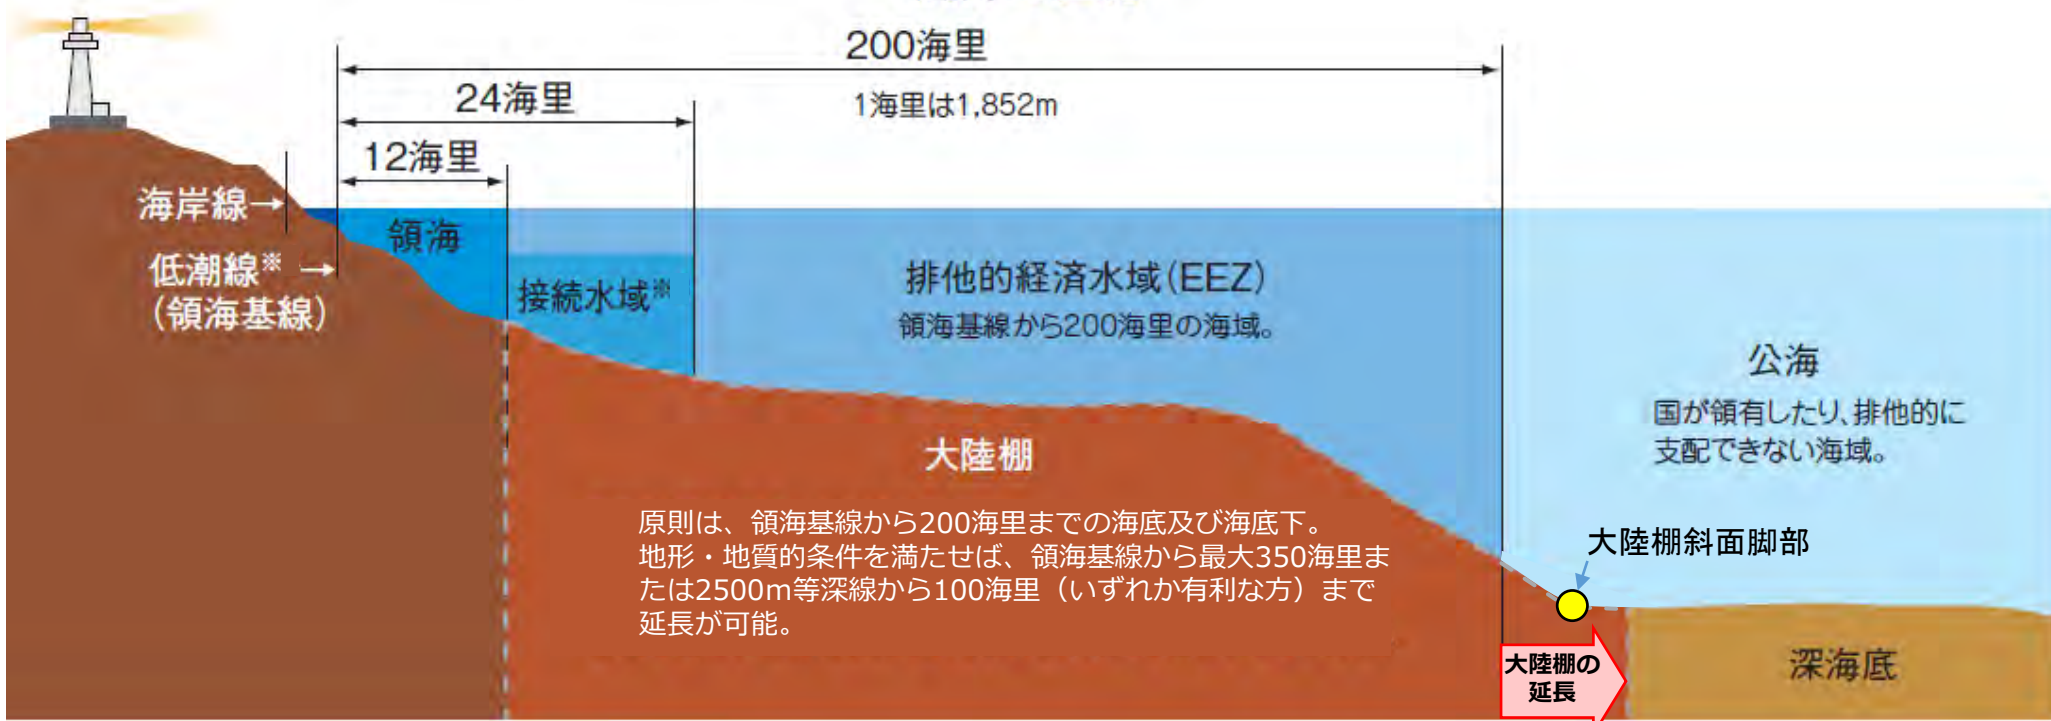 200海里
1海里は1,852m
24海里
12海里
海岸線→
低潮線※ →
(領海基線)
領海
接続水域※
排他的経済水域(EEZ)
領海基線から200海里の海域。
公海
国が領有したり、排他的に
支配できない海域。
大陸棚
原則は、領海基線から200海里までの海底及び海底下。
地形・地質的条件を満たせば、領海基線から最大350海里ま
たは2500m等深線から100海里（いずれか有利な方）まで
延長が可能。
大陸棚斜面脚部
大陸棚の
延長
深海底